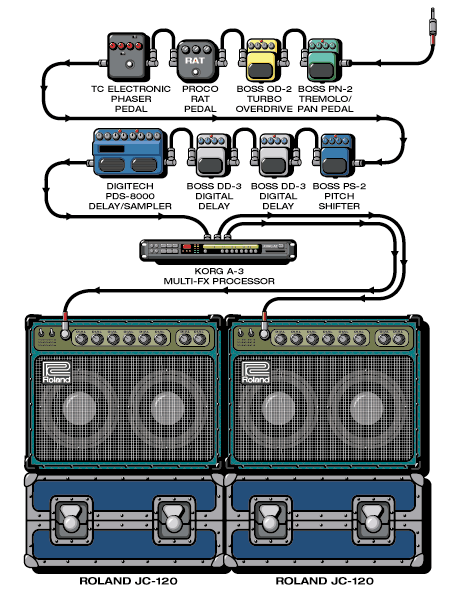 RAT
TC ELECTRONIC
PHASER
PEDAL
PROCO
RAT
PEDAL
BOSS OD-2
TURBO
OVERDRIVE
BOSS PN-2
TREMOLO/
PAN PEDAL
DIGITECH
PDS-8000
DELAY/SAMPLER
BOSS DD-3
DIGITAL
DELAY
BOSS DD-3
DIGITAL
DELAY
BOSS PS-2
PITCH
SHIFTER
KORG A-3
MULTI-FX PROCESSOR
Roland
Roland
ROLAND JC-120
ROLAND JC-120